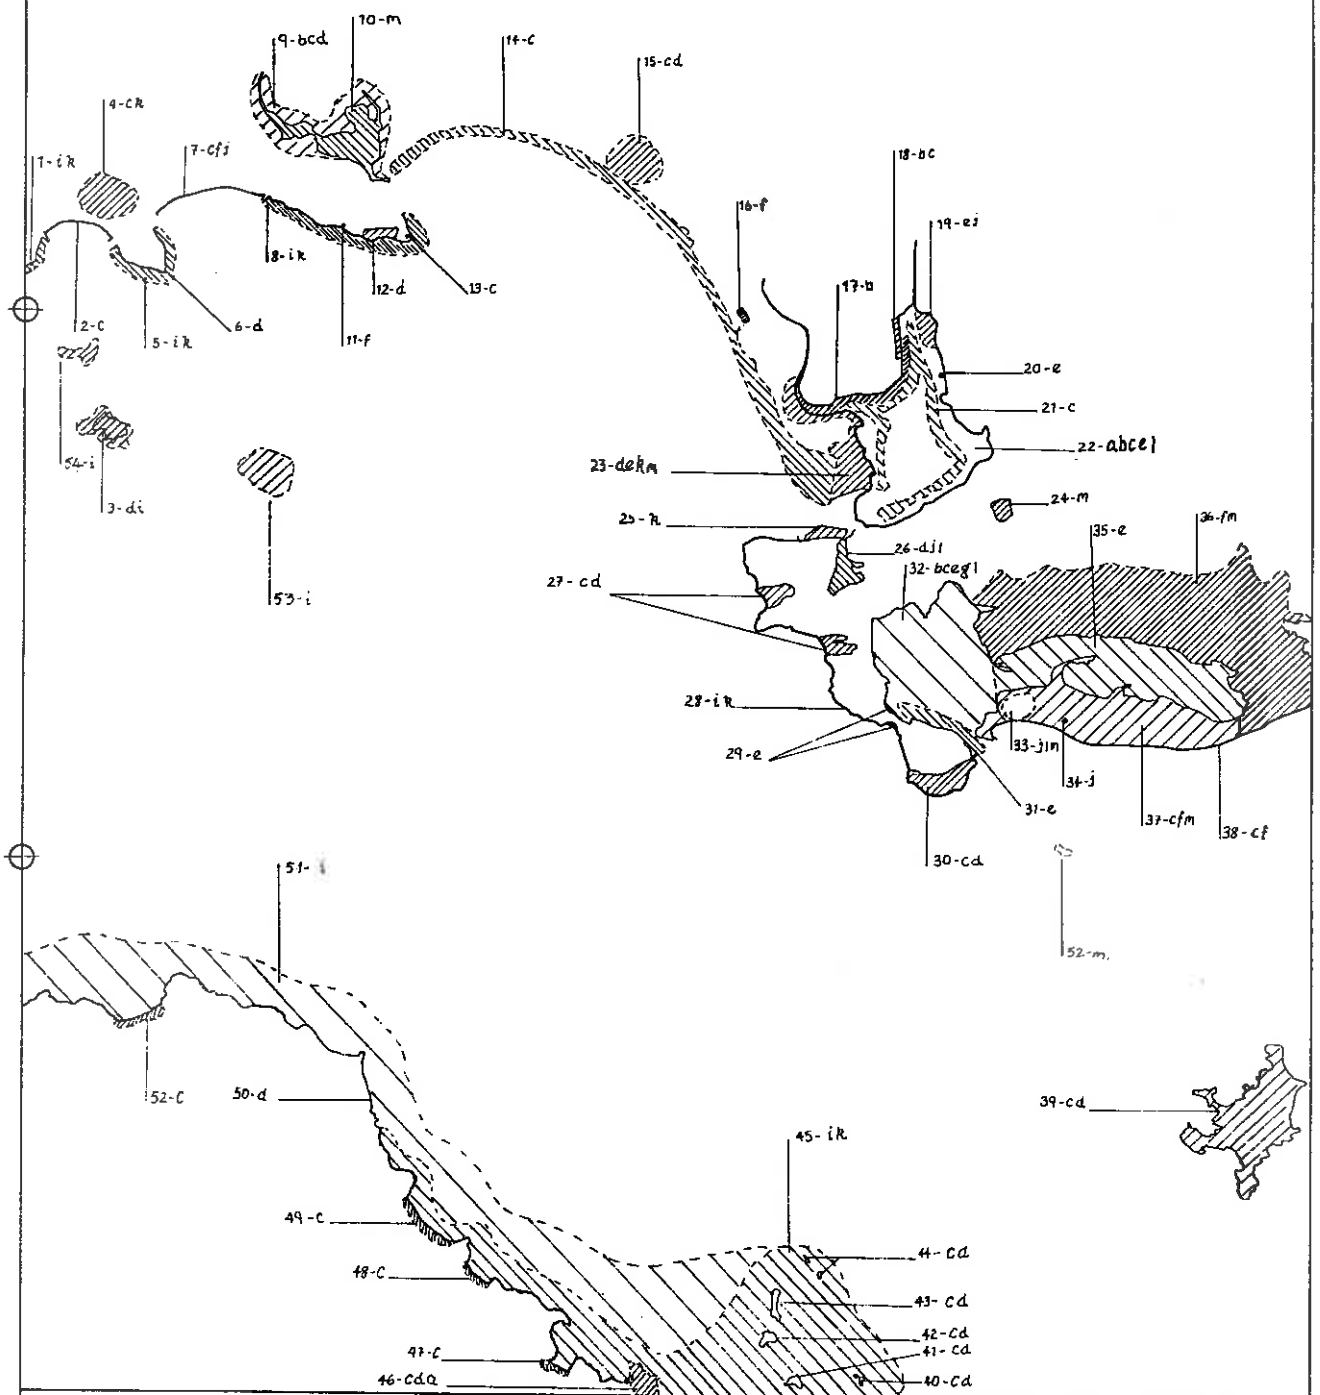 10-m
9-bcd
14-c
15-cd
4-ck
7-cfj
1-ik
18-bc
16-f
19-ej
8-ik
12-d
13-c
17-b
2-c
5-ik
6-d
11-f
20-e
21-c
22-abcel
54-i
3-di
23-dekm
24-m
25-k
35-e
36-fm
26-djl
32-bcegl
27-cd
53-i
28-ik
29-e
33-jlm
34-j
31-e
37-cfm
38-cf
30-cd
51-
52-m.
52-c
50-d
39-cd
45-ik
49-c
44-cd
48-c
43-cd
42-cd
41-cd
47-c
46-cda
40-cd